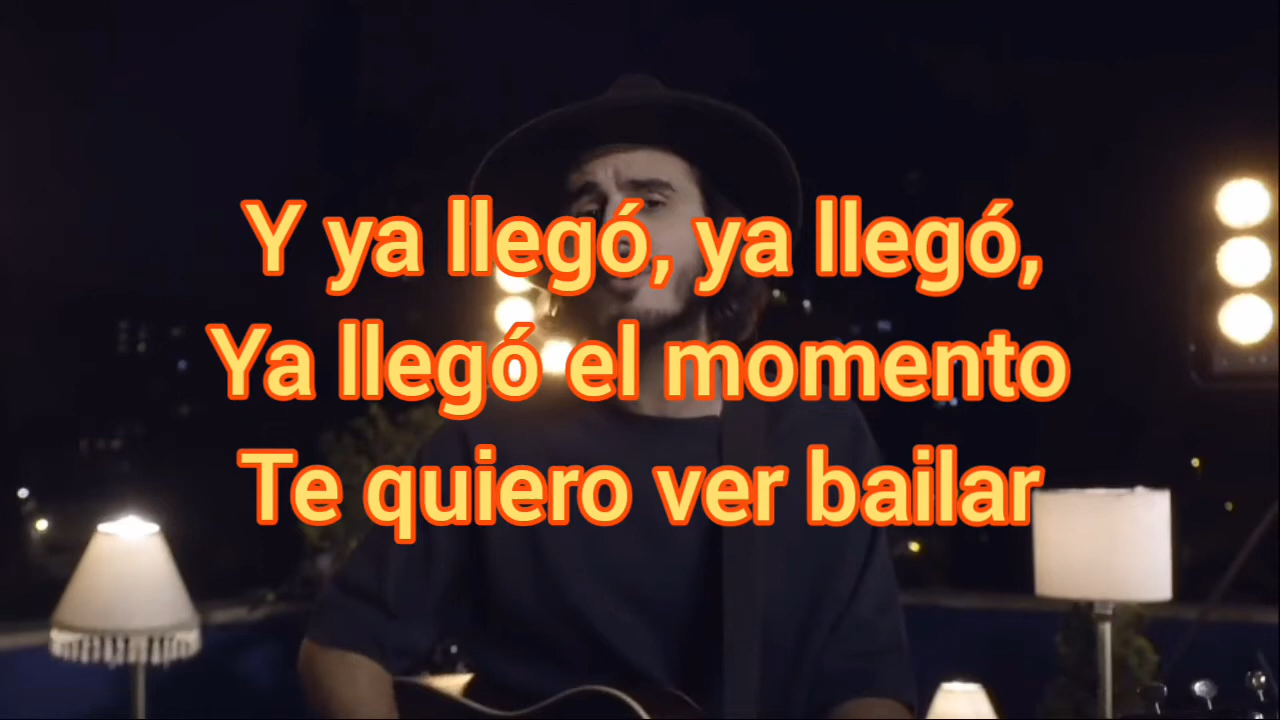 Y ya llegó, ya llegó,
Ya llegó el momento
Te quiero ver bailar